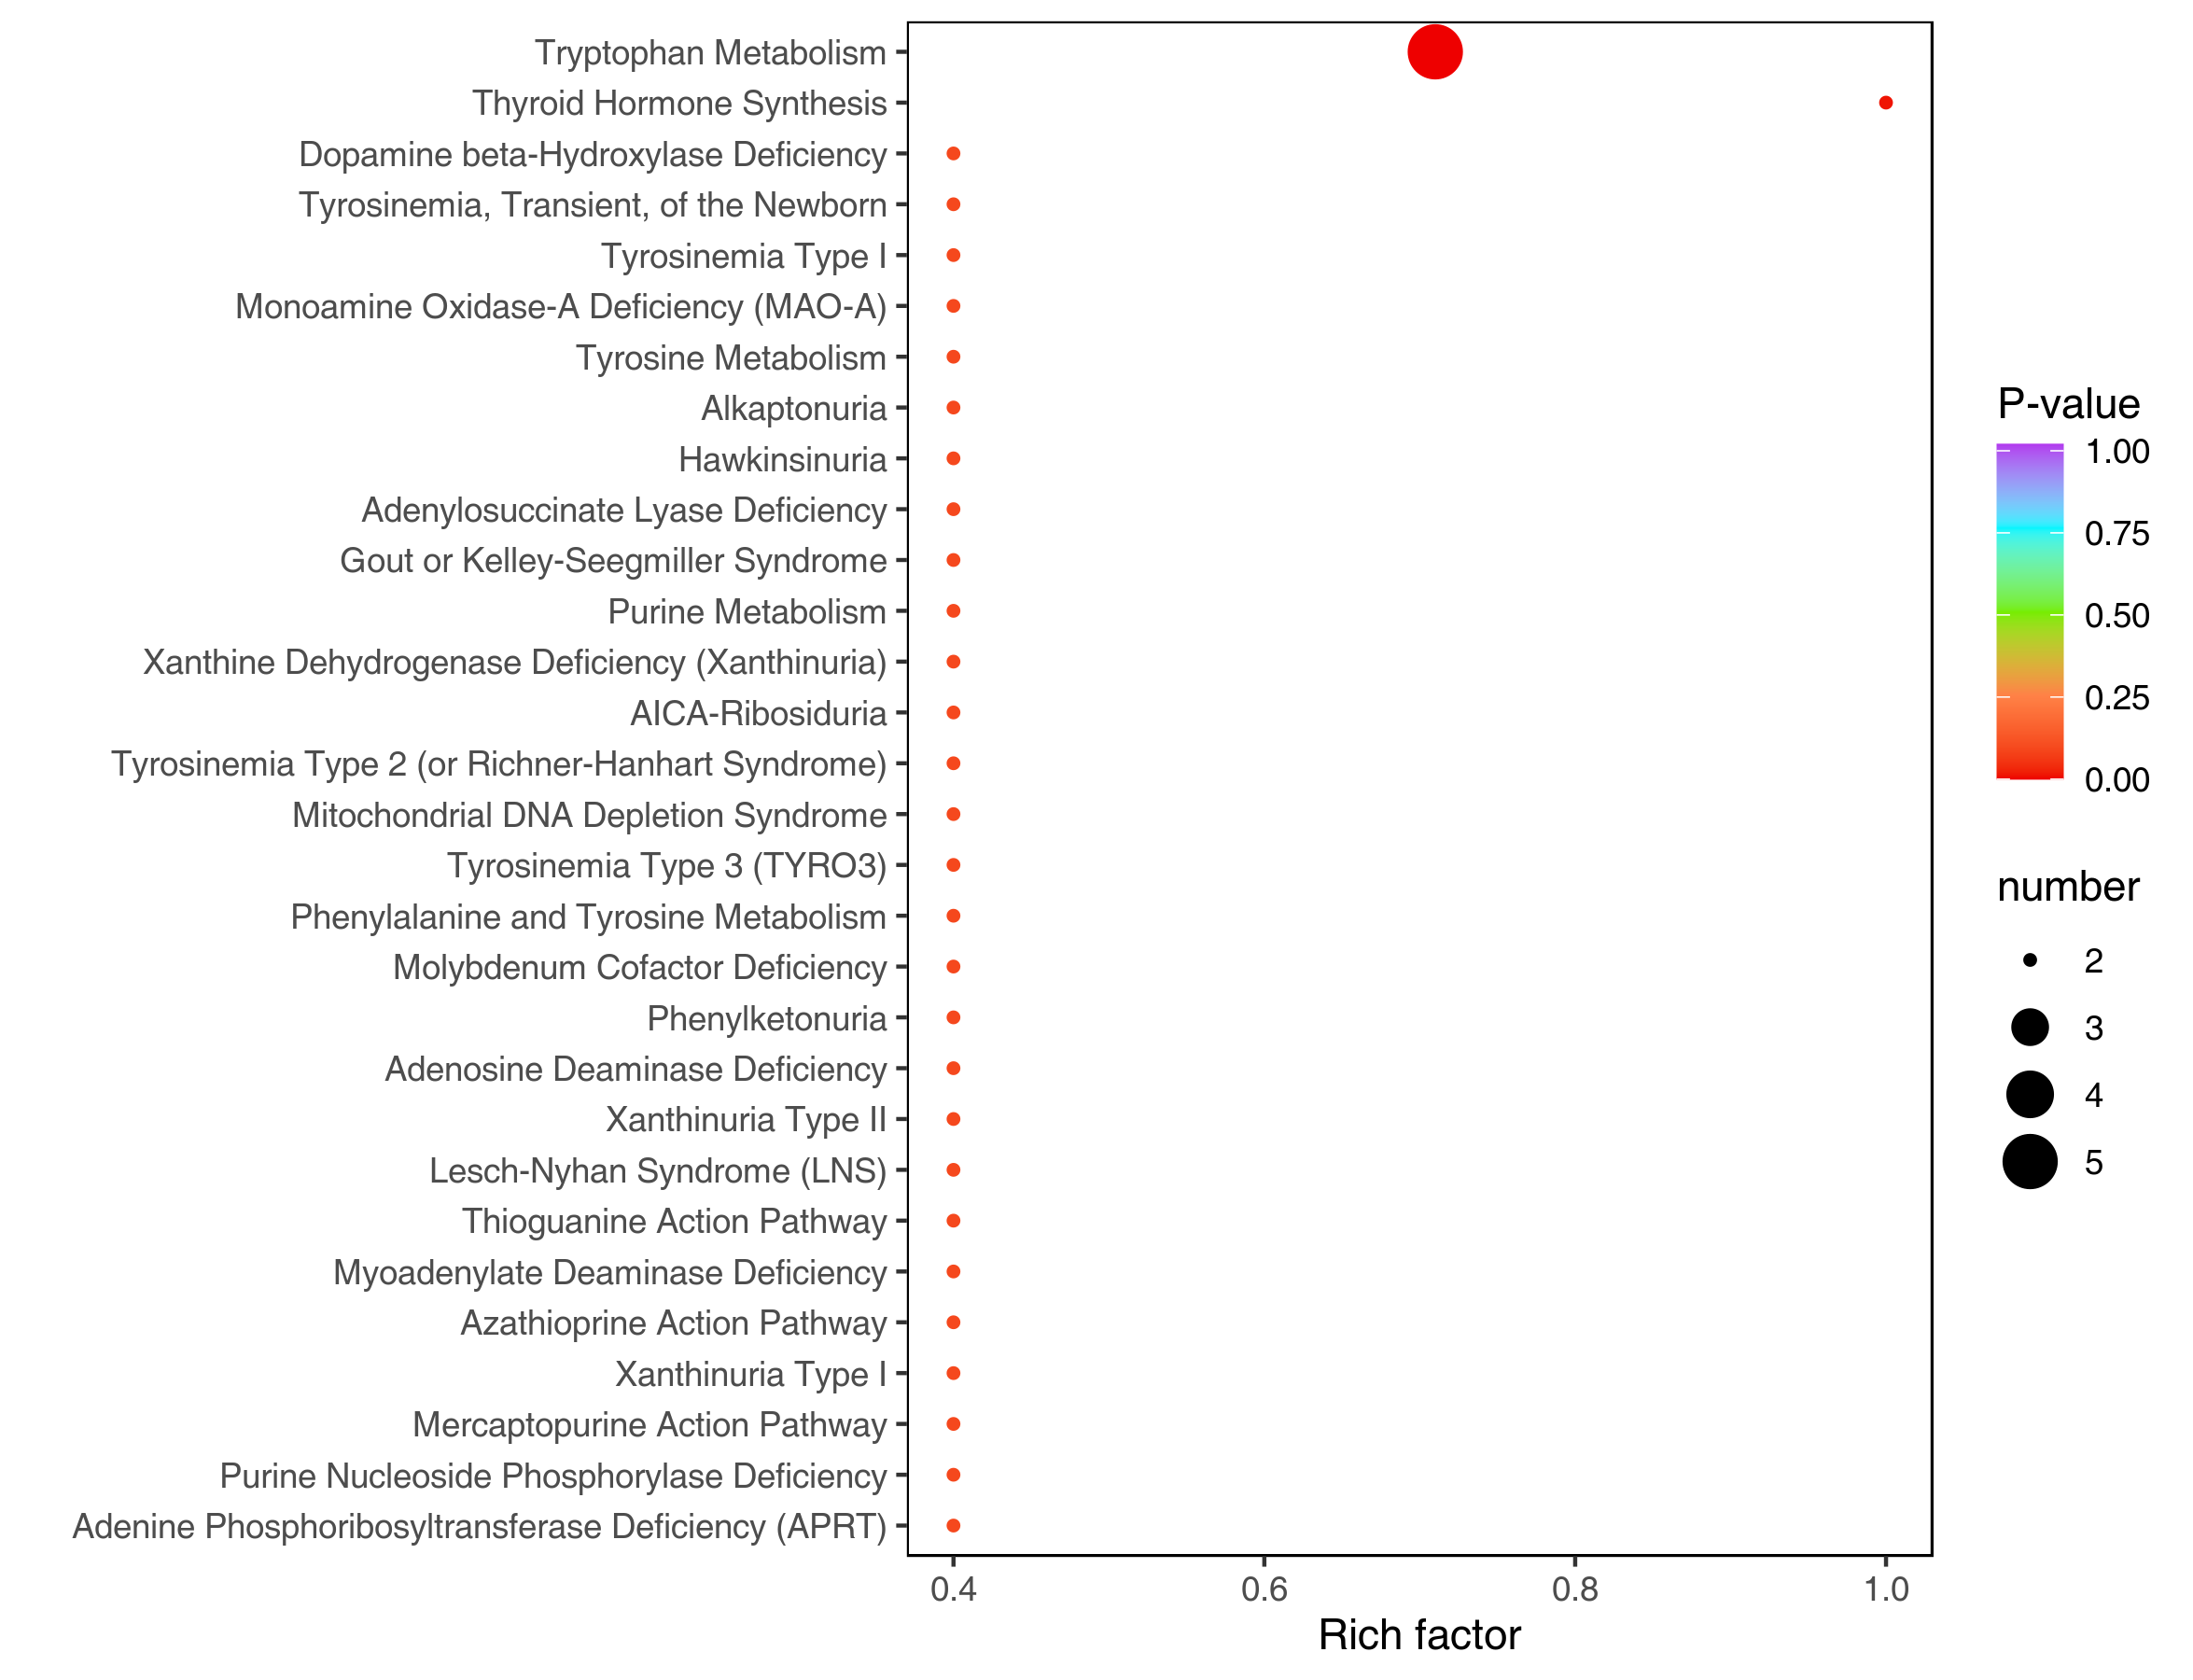 Tryptophan Metabolism
Thyroid Hormone Synthesis
Dopamine beta-Hydroxylase Deficiency
Tyrosinemia, Transient, of the Newborn
Tyrosinemia Type I
Monoamine Oxidase-A Deficiency (MAO-A)
Tyrosine Metabolism
Alkaptonuria
Hawkinsinuria
Adenylosuccinate Lyase Deficiency
Gout or Kelley-Seegmiller Syndrome
Purine Metabolism
Xanthine Dehydrogenase Deficiency (Xanthinuria)
AICA-Ribosiduria
Tyrosinemia Type 2 (or Richner-Hanhart Syndrome)
Mitochondrial DNA Depletion Syndrome
Tyrosinemia Type 3 (TYRO3)
Phenylalanine and Tyrosine Metabolism
Molybdenum Cofactor Deficiency
Phenylketonuria
Adenosine Deaminase Deficiency
Xanthinuria Type II
Lesch-Nyhan Syndrome (LNS)
Thioguanine Action Pathway
Myoadenylate Deaminase Deficiency
Azathioprine Action Pathway
Xanthinuria Type I
Mercaptopurine Action Pathway
Purine Nucleoside Phosphorylase Deficiency
Adenine Phosphoribosyltransferase Deficiency (APRT)
0.4 0.6 0.8 1.0
Rich factor
P-value
1.00
0.75
0.50
0.25
0.00
number
2
3
4
5